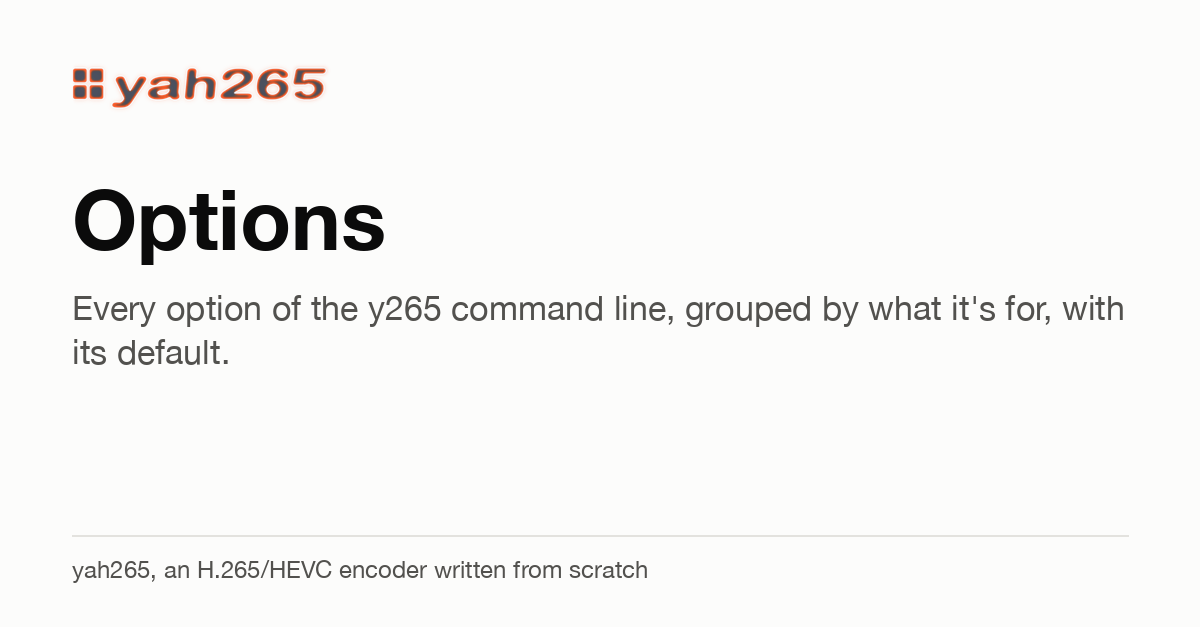 yah265
Options
Every option of the y265 command line, grouped by what it's for, with
its default.
yah265, an H.265/HEVC encoder written from scratch